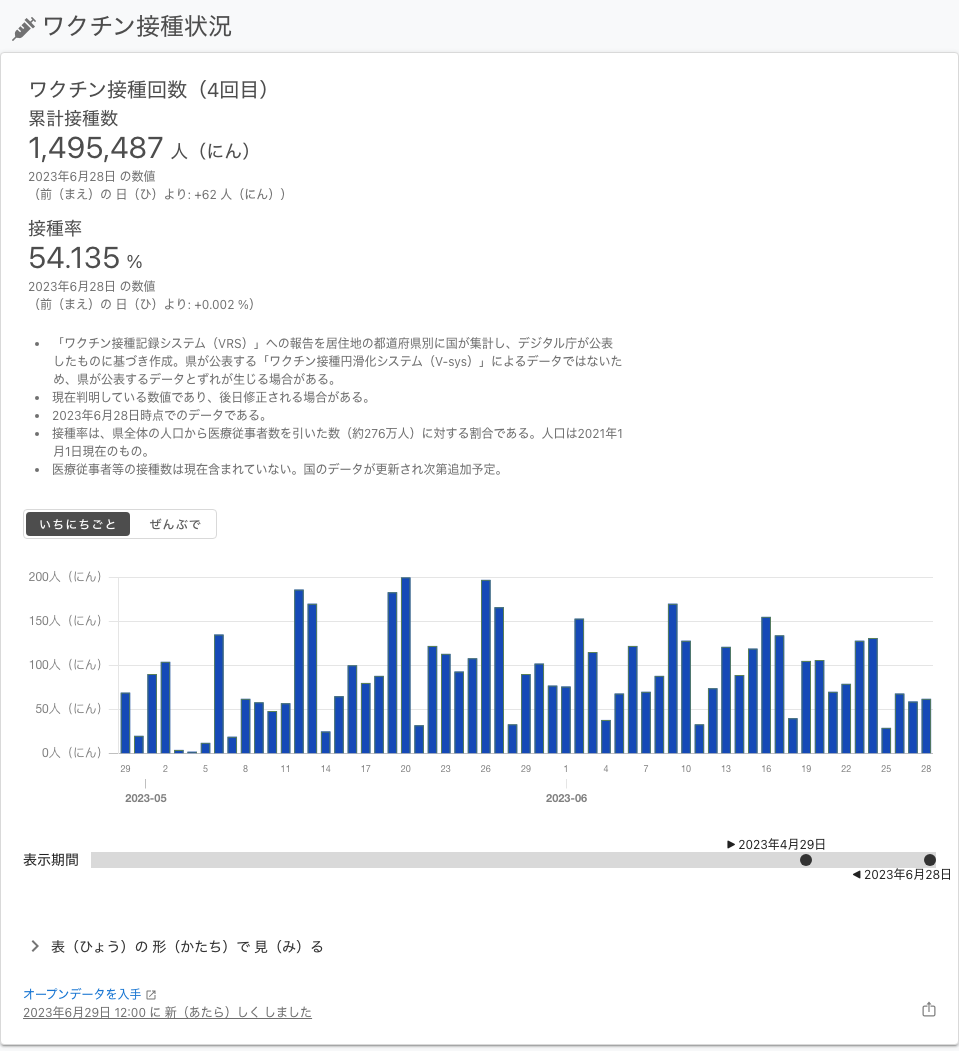 ワクチン接種状況
ワクチン接種回数（4回目）
累計接種数
1,495,487 人（にん）
2023年6月28日 の数値
（前（まえ）の 日（ひ）より: +62 人（にん））
接種率
54.135 %
2023年6月28日 の数値
（前（まえ）の 日（ひ）より: +0.002 %）
• 「ワクチン接種記録システム（VRS）」への報告を居住地の都道府県別に国が集計し、デジタル庁が公表
したものに基づき作成。県が公表する「ワクチン接種円滑化システム（V-sys）」によるデータではないた
め、県が公表するデータとずれが生じる場合がある。
• 現在判明している数値であり、後日修正される場合がある。
• 2023年6月28日時点でのデータである。
• 接種率は、県全体の人口から医療従事者数を引いた数（約276万人）に対する割合である。人口は2021年1
月1日現在のもの。
• 医療従事者等の接種数は現在含まれていない。国のデータが更新され次第追加予定。
いちにちごと ぜんぶで
200人（にん）
150人（にん）
100人（にん）
50人（にん）
0人（にん）
29 2 5 8 11 14 17 20 23 26 29 1 4 7 10 13 16 19 22 25 28
2023-05 2023-06
▶ 2023年4月29日
表示期間
◀ 2023年6月28日
表（ひょう）の 形（かたち）で 見（み）る
オープンデータを入手
2023年6月29日 12:00 に 新（あたら）しく しました